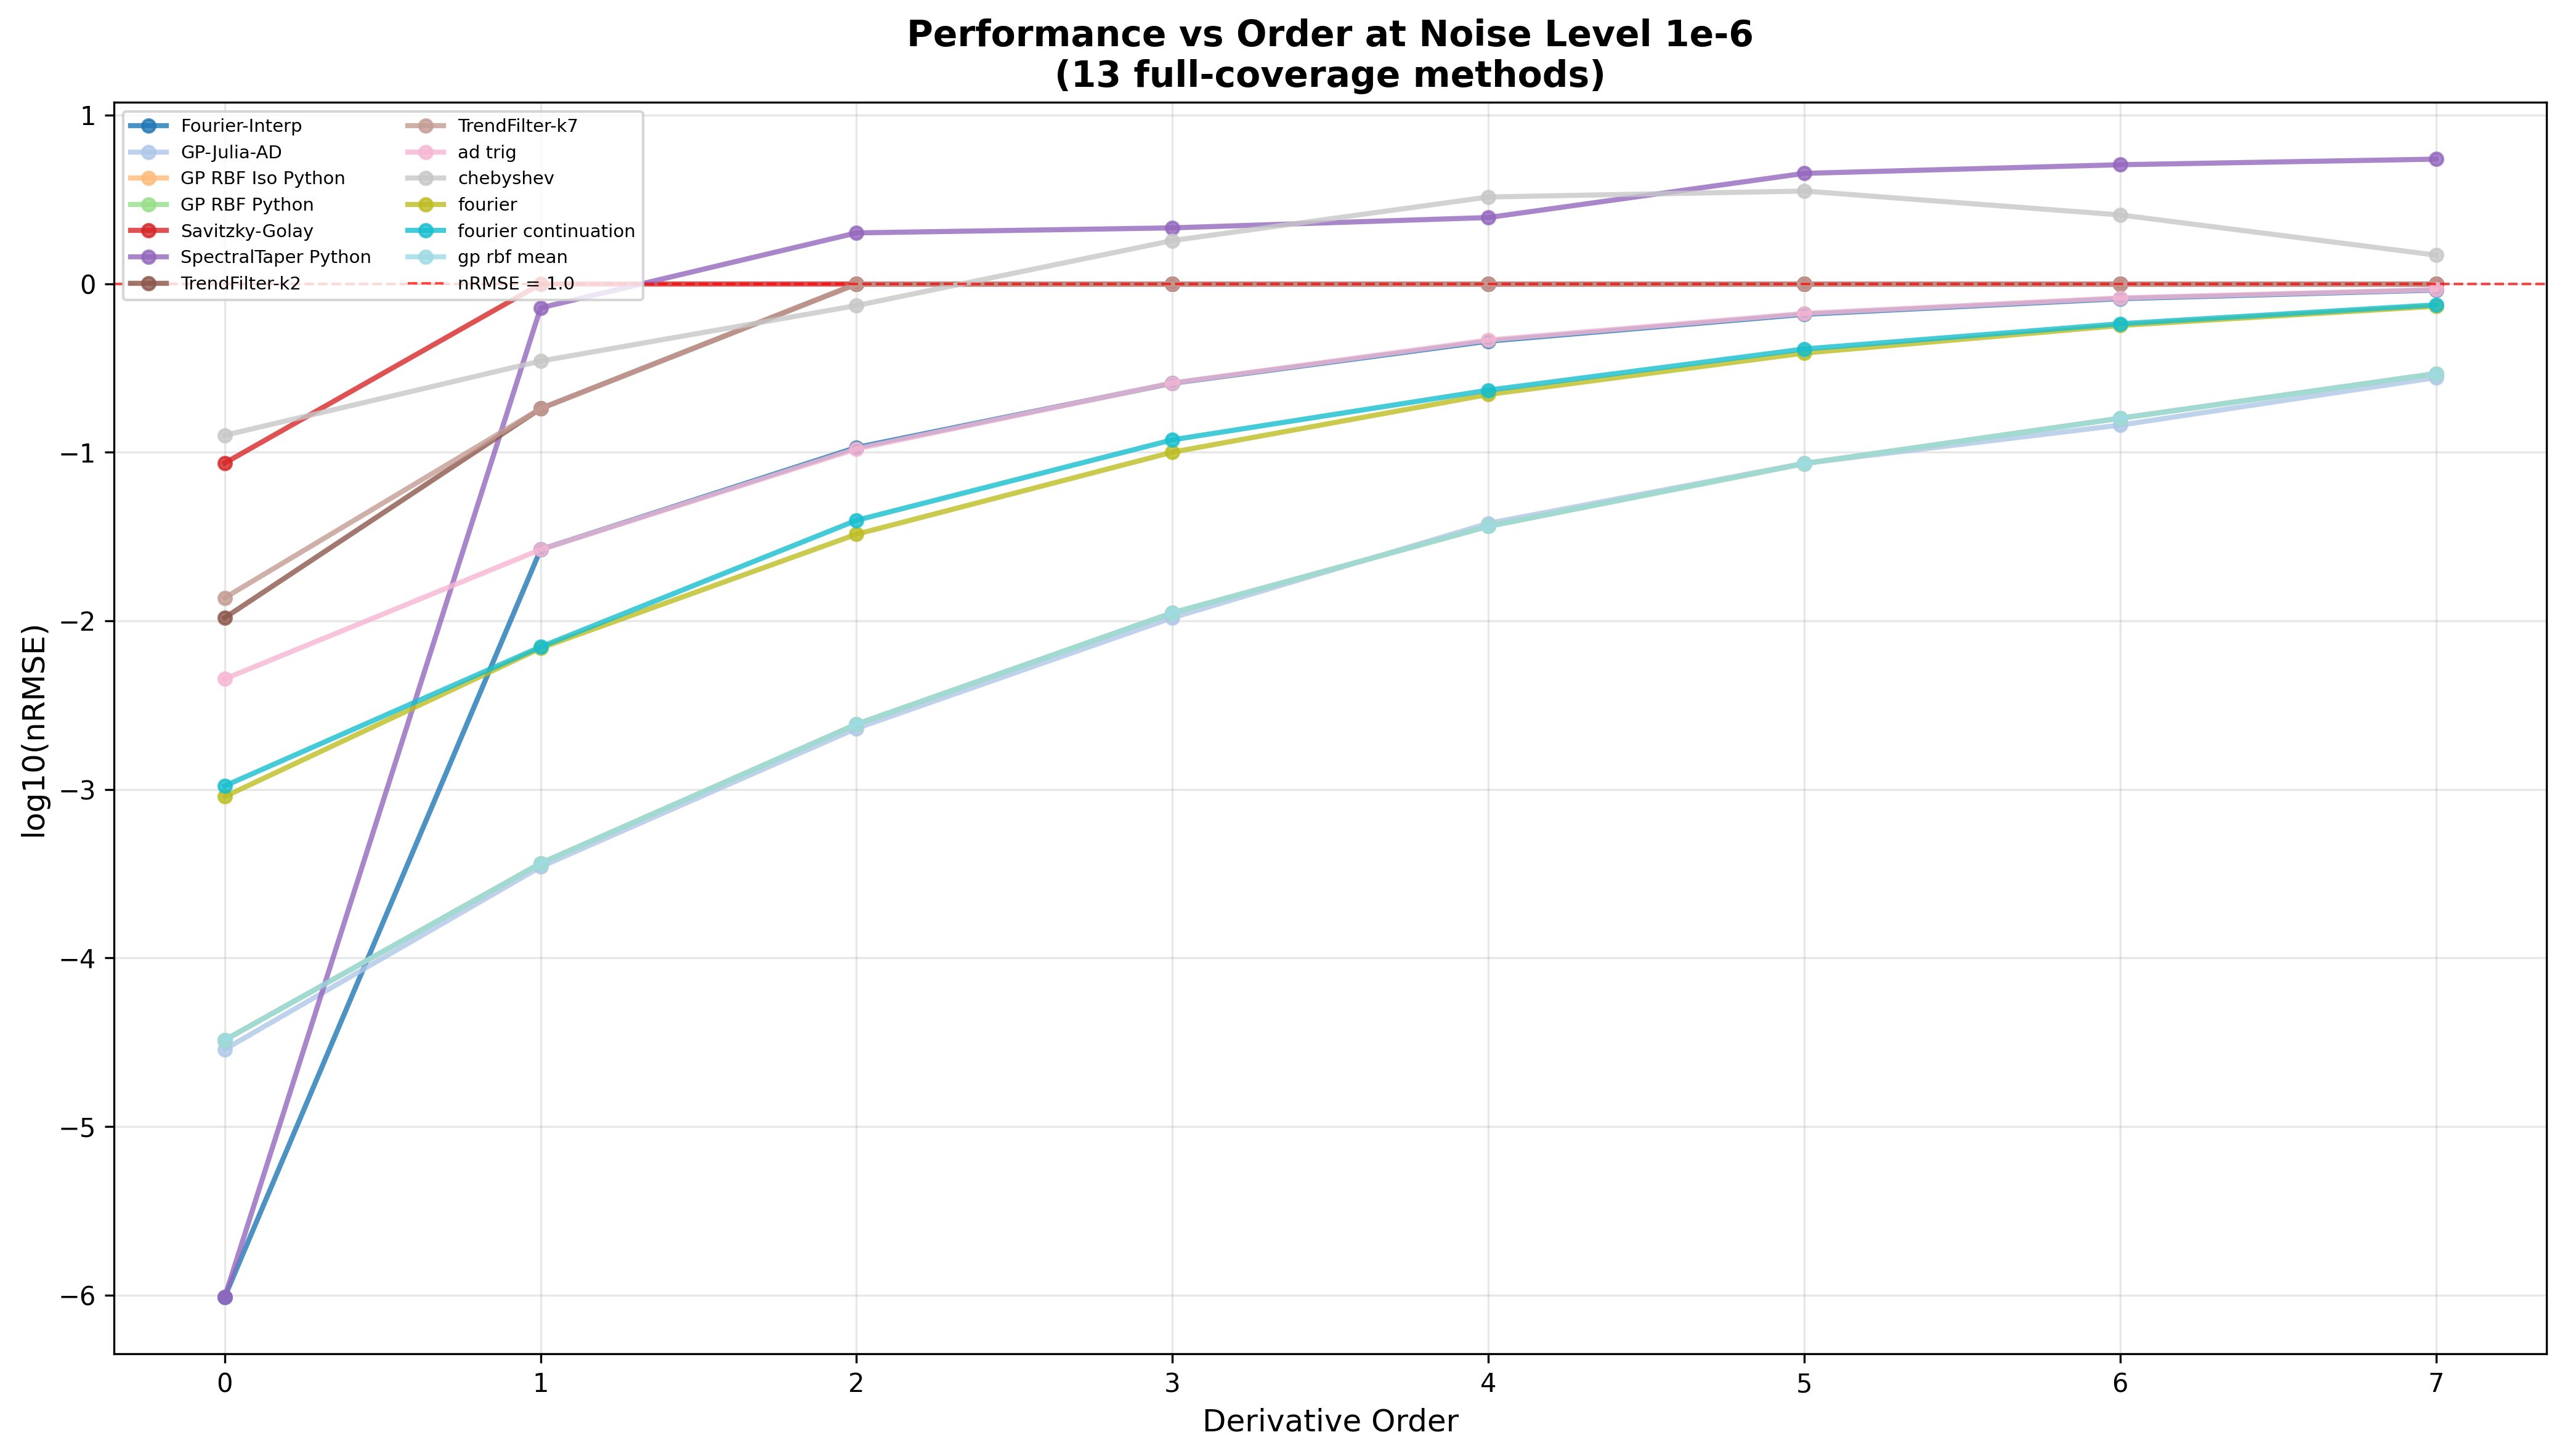 Performance vs Order at Noise Level 1e-6
(13 full-coverage methods)
Fourier-Interp
GP-Julia-AD
GP RBF Iso Python
GP RBF Python
Savitzky-Golay
SpectralTaper Python
TrendFilter-k2
TrendFilter-k7
ad trig
chebyshev
fourier
fourier continuation
gp rbf mean
nRMSE = 1.0
log10(nRMSE)
1
0
−1
−2
−3
−4
−5
−6
0 1 2 3 4 5 6 7
Derivative Order